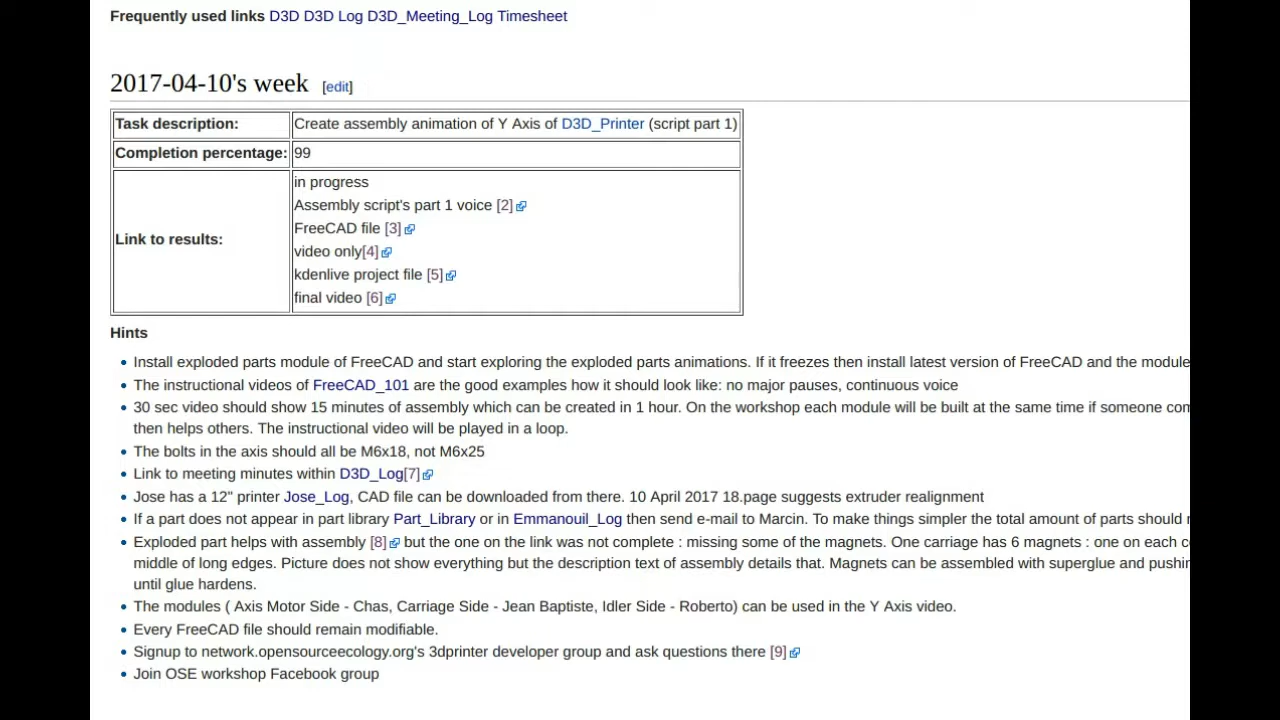 Frequently used links D3D D3D Log D3D_Meeting_Log Timesheet
2017-04-10's week [edit]
Task description: Create assembly animation of Y Axis of D3D_Printer (script part 1)
Completion percentage: 99
in progress
Assembly script's part 1 voice [2]
FreeCAD file [3]
Link to results:
video only[4]
kdenlive project file [5]
final video [6]
Hints
Install exploded parts module of FreeCAD and start exploring the exploded parts animations. If it freezes then install latest version of FreeCAD and the module
The instructional videos of FreeCAD_101 are the good examples how it should look like: no major pauses, continuous voice
30 sec video should show 15 minutes of assembly which can be created in 1 hour. On the workshop each module will be built at the same time if someone
then helps others. The instructional video will be played in a loop.
The bolts in the axis should all be M6x18, not M6x25
Link to meeting minutes within D3D_Log[7]
Jose has a 12" printer Jose_Log, CAD file can be downloaded from there. 10 April 2017 18.page suggests extruder realignment
If a part does not appear in part library Part_Library or in Emmanouil_Log then send e-mail to Marcin. To make things simpler the total amount of parts should
Exploded part helps with assembly [8] but the one on the link was not complete : missing some of the magnets. One carriage has 6 magnets : one on each
middle of long edges. Picture does not show everything but the description text of assembly details that. Magnets can be assembled with superglue and
until glue hardens.
The modules ( Axis Motor Side - Chas, Carriage Side - Jean Baptiste, Idler Side - Roberto) can be used in the Y Axis video.
Every FreeCAD file should remain modifiable.
Signup to network.opensourceecology.org's 3dprinter developer group and ask questions there [9]
Join OSE workshop Facebook group